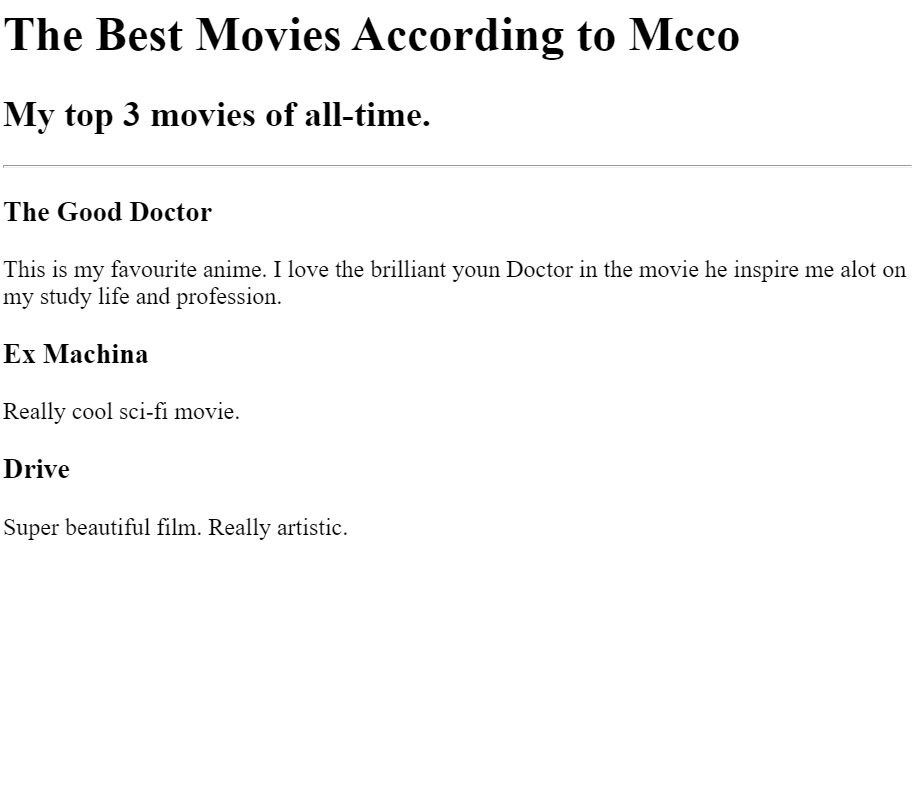 The Best Movies According to Mcco
My top 3 movies of all-time.
The Good Doctor
This is my favourite anime. I love the brilliant youn Doctor in the movie he inspire me alot on
my study life and profession.
Ex Machina
Really cool sci-fi movie.
Drive
Super beautiful film. Really artistic.